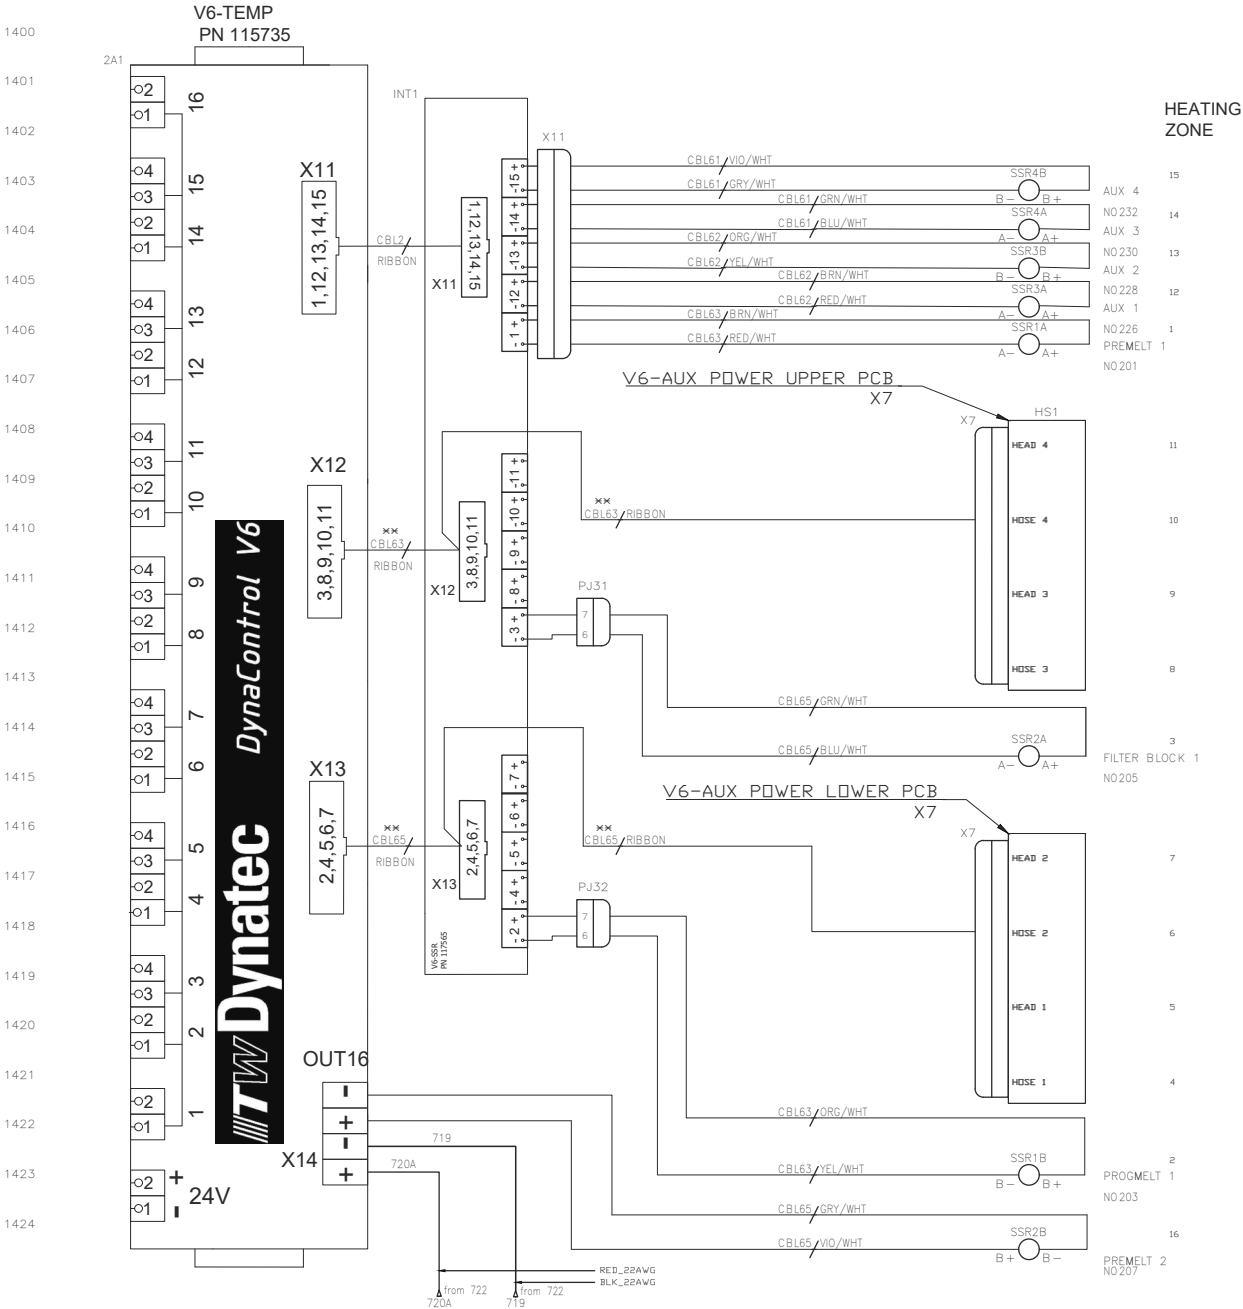 V6-TEMP
PN 115735
HEATING
ZONE
1400
1401
1402
1403
1404
1405
1406
1407
1408
1409
1410
1411
1412
1413
1414
1415
1416
1417
1418
1419
1420
1421
1422
1423
1424
2A1
2
1
16
4
3
15
2
1
14
4
3
13
2
1
12
4
3
11
2
1
10
4
3
9
2
1
8
4
3
7
2
1
6
4
3
5
2
1
4
4
3
3
2
1
2
2
1
1
2 +
1 -
24V
TW Dynatec DynaControl V6
X11
1,12,13,14,15
X12
3,8,9,10,11
X13
2,4,5,6,7
OUT16
-
+
-
+
X14
CBL2
RIBBON
**
CBL63
RIBBON
**
CBL65
RIBBON
INT1
1,12,13,14,15
X11
3,8,9,10,11
X12
2,4,5,6,7
X13
V6-SSR
PN 117565
-15+
-14+
-13+
-12+
-1+
-11+
-10+
-9+
-8+
-3+
-7+
-6+
-5+
-4+
-2+
X11
CBL61 VIO/WHT
CBL61 GRY/WHT
SSR4B
B- B+
AUX 4
NO232
15
CBL61 GRN/WHT
CBL61 BLU/WHT
SSR4A
A- A+
AUX 3
NO230
14
CBL62 ORG/WHT
CBL62 YEL/WHT
SSR3B
B- B+
AUX 2
NO228
13
CBL62 BRN/WHT
CBL62 RED/WHT
SSR3A
A- A+
AUX 1
NO226
12
CBL63 BRN/WHT
CBL63 RED/WHT
SSR1A
A- A+
PREMELT 1
NO201
1
V6-AUX POWER UPPER PCB
X7
X7
HS1
HEAD 4
11
HOSE 4
10
HEAD 3
9
HOSE 3
8
**
CBL63 RIBBON
PJ31
7
6
CBL65 GRN/WHT
CBL65 BLU/WHT
SSR2A
A- A+
3
FILTER BLOCK 1
NO205
V6-AUX POWER LOWER PCB
X7
X7
HEAD 2
7
HOSE 2
6
HEAD 1
5
HOSE 1
4
**
CBL65 RIBBON
PJ32
7
6
CBL63 ORG/WHT
CBL63 YEL/WHT
SSR1B
B- B+
2
PROGMELT 1
NO203
CBL65 GRY/WHT
CBL65 VIO/WHT
SSR2B
B+ B-
16
PREMELT 2
NO207
719
720A
RED_22AWG
BLK_22AWG
from 722
720A
from 722
719